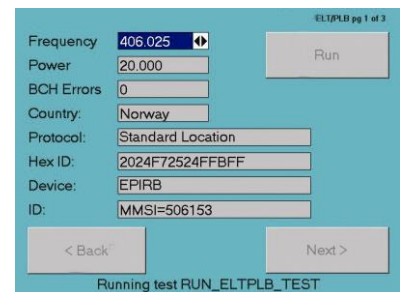 ELT/PLB pg 1 of 3
Frequency 406.025
Run
Power 20.000
BCH Errors 0
Country: Norway
Protocol: Standard Location
Hex ID: 2024F72524FFBFF
Device: EPIRB
ID: MMSI=506153
< Back Next >
Running test RUN_ELTPLB_TEST